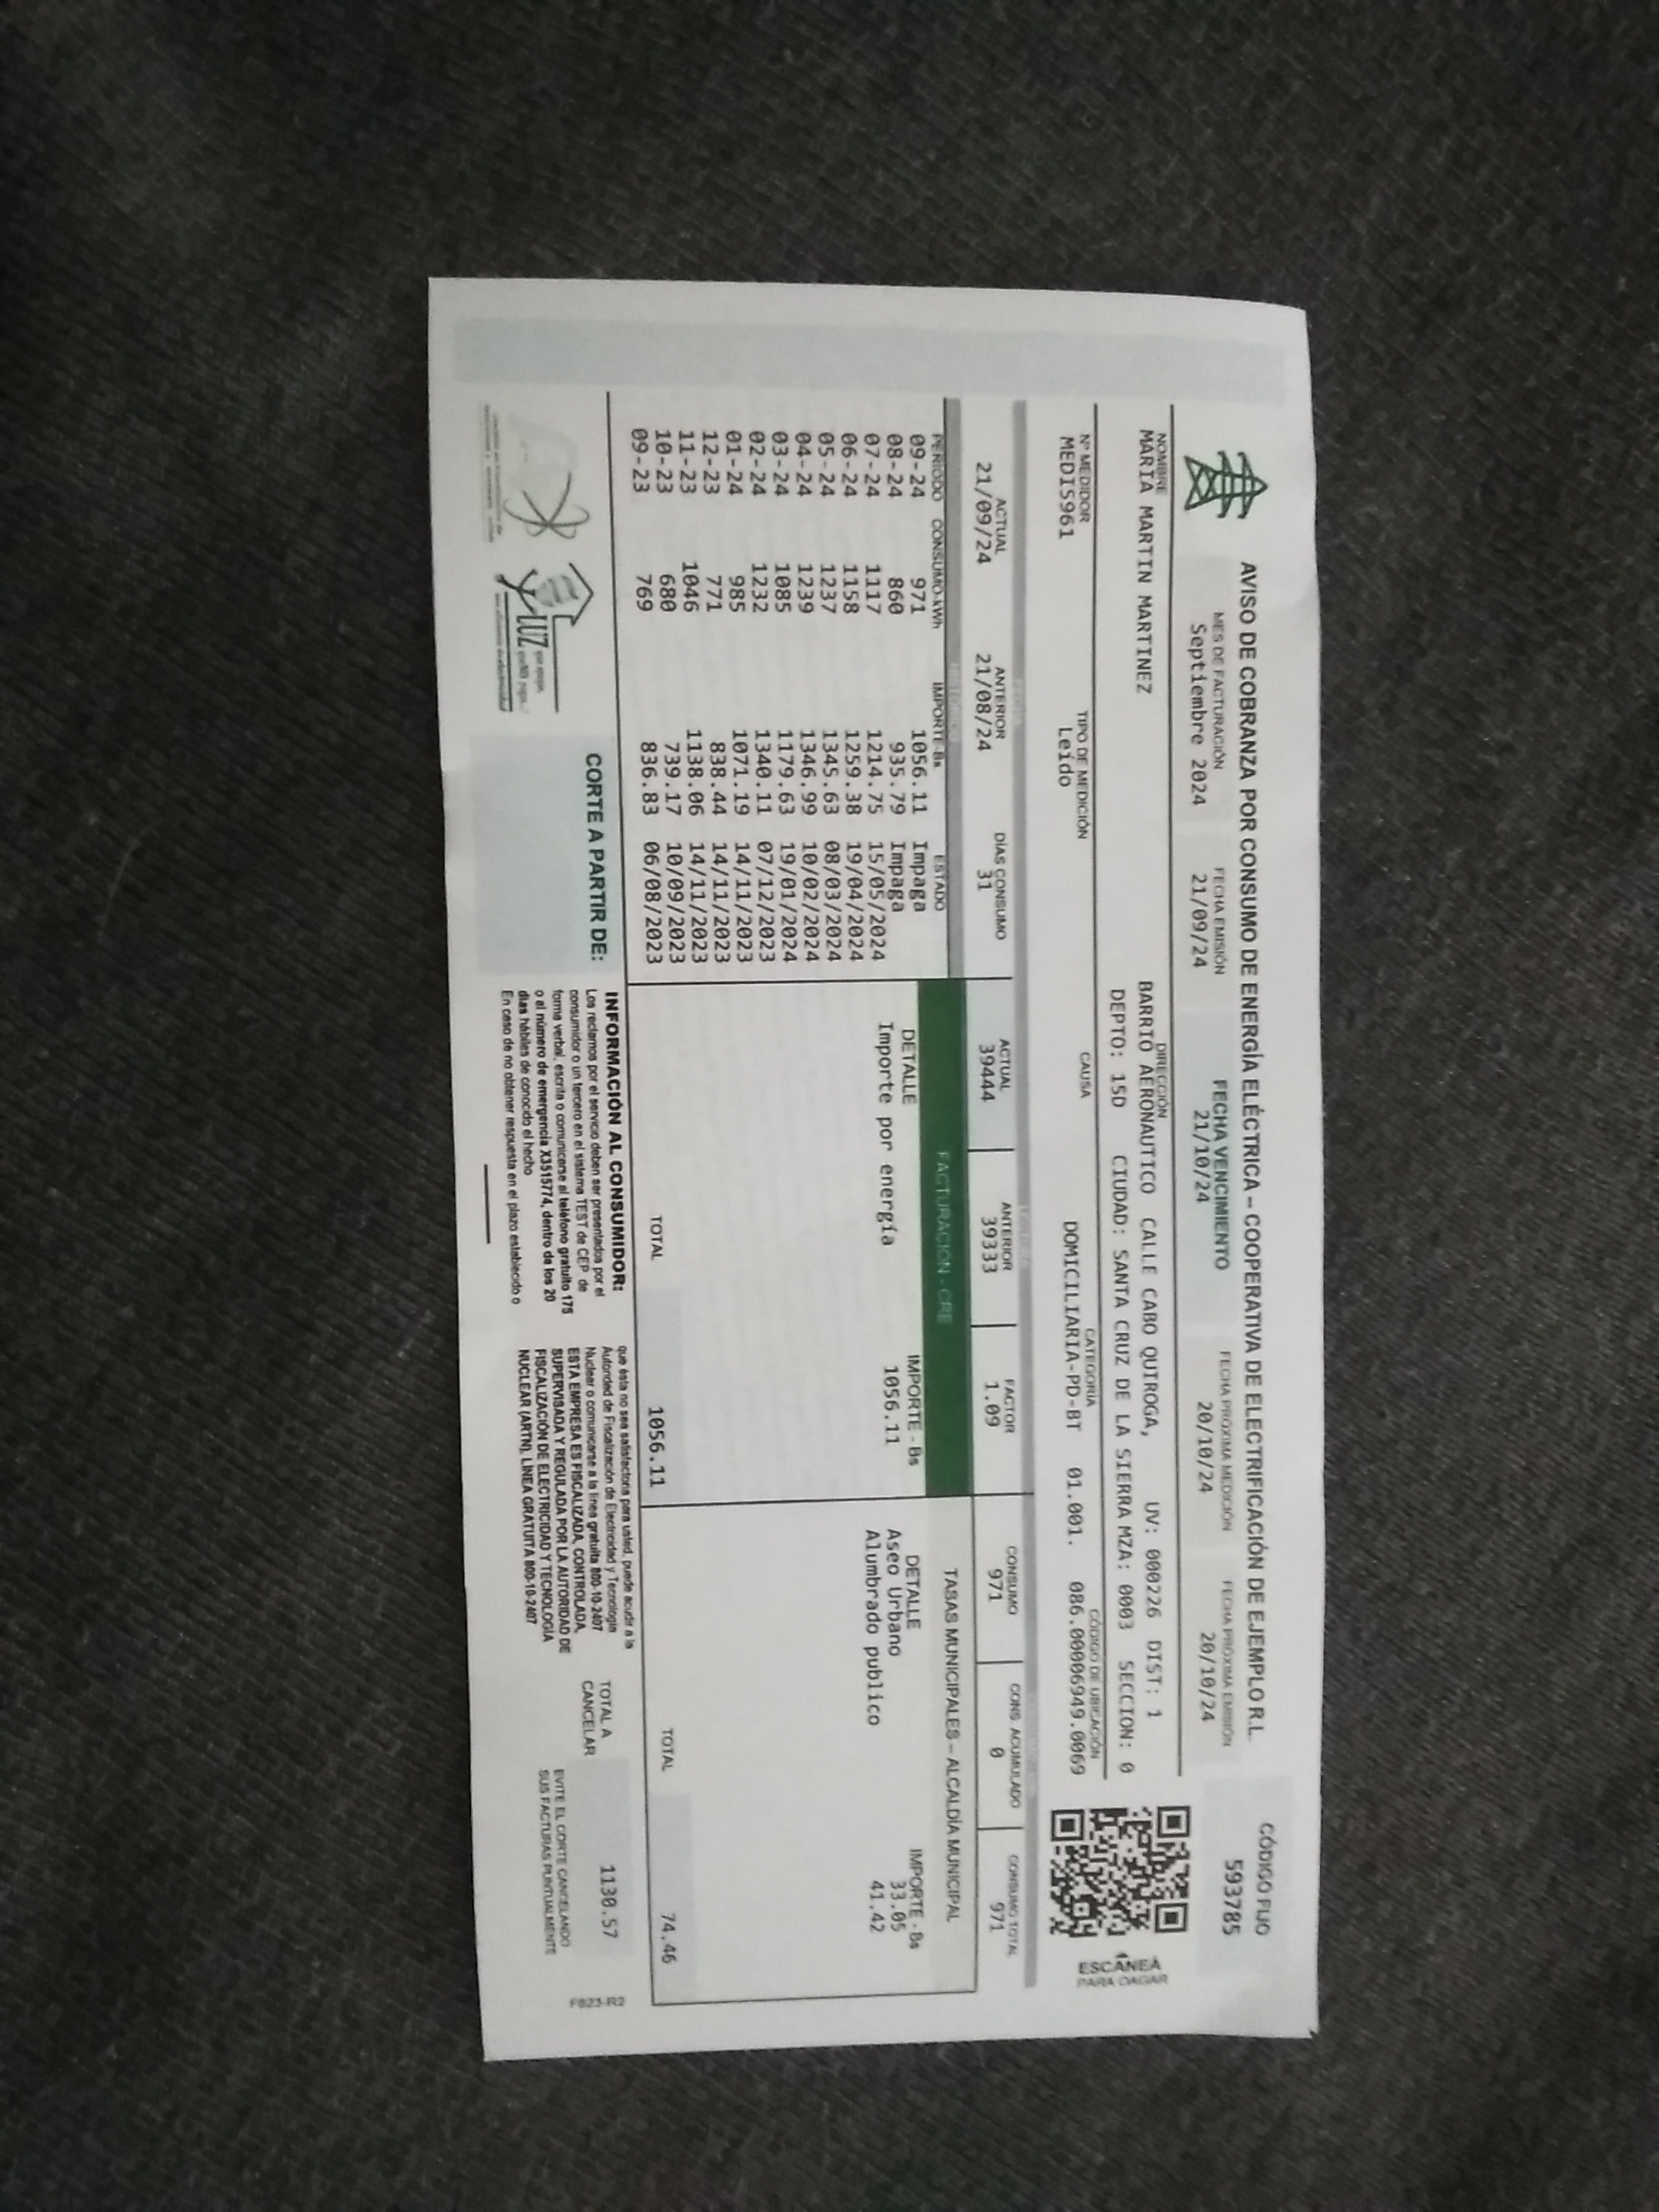 AVISO DE COBRANZA POR CONSUMO DE ENERGÍA ELÉCTRICA – COOPERATIVA DE ELECTRIFICACIÓN DE EJEMPLO R.L.
CÓDIGO FIJO
593785
MES DE FACTURACIÓN FECHA EMISIÓN FECHA VENCIMIENTO FECHA PRÓXIMA MEDICIÓN FECHA PRÓXIMA EMISIÓN
Septiembre 2024 21/09/24 21/10/24 20/10/24 20/10/24
NOMBRE DIRECCIÓN
MARIA MARTIN MARTINEZ BARRIO AERONAUTICO CALLE CABO QUIROGA, UV: 000226 DIST: 1
DEPTO: 15D CIUDAD: SANTA CRUZ DE LA SIERRA MZA: 0003 SECCION: 0
Nº MEDIDOR TIPO DE MEDICIÓN CAUSA CATEGORÍA CÓDIGO DE UBICACIÓN
MEDI5961 Leído DOMICILIARIA-PD-BT 01.001. 086.00006949.0069
ESCANEA
PARA
ACTUAL ANTERIOR DÍAS CONSUMO ACTUAL ANTERIOR FACTOR CONSUMO CONS. ACUMULADO CONSUMO TOTAL
21/09/24 21/08/24 31 39444 39333 1.09 971 0 971
PERIODO CONSUMO-kWh IMPORTE-Bs ESTADO
09-24 971 1056.11 Impaga
08-24 860 935.79 Impaga
07-24 1117 1214.75 15/05/2024
06-24 1158 1259.38 19/04/2024
05-24 1237 1345.63 08/03/2024
04-24 1239 1346.99 10/02/2024
03-24 1085 1179.63 19/01/2024
02-24 1232 1340.11 07/12/2023
01-24 985 1071.19 14/11/2023
12-23 771 838.44 14/11/2023
11-23 1046 1138.06 14/11/2023
10-23 680 739.17 10/09/2023
09-23 769 836.83 06/08/2023
FACTURACION - CRE
DETALLE IMPORTE - Bs
Importe por energía 1056.11
TOTAL 1056.11
TASAS MUNICIPALES – ALCALDÍA MUNICIPAL
DETALLE IMPORTE - Bs
Aseo Urbano 33.05
Alumbrado publico 41.42
TOTAL 74.46
LUZ
CORTE A PARTIR DE:
INFORMACIÓN AL CONSUMIDOR:
Los reclamos por el servicio deben ser presentados por el
consumidor o un tercero en el sistema TEST de CEP de
forma verbal, escrita o comunicarse al teléfono gratuito 175
o al número de emergencia X3515774, dentro de los 20
días hábiles de conocido el hecho
En caso de no obtener respuesta en el plazo establecido o
que ésta no sea satisfactoria para usted, puede acudir a la
Autoridad de Fiscalización de Electricidad y Tecnología
Nuclear o comunicarse a la línea gratuita 800-10-2407
ESTA EMPRESA ES FISCALIZADA, CONTROLADA,
SUPERVISADA Y REGULADA POR LA AUTORIDAD DE
FISCALIZACIÓN DE ELECTRICIDAD Y TECNOLOGÍA
NUCLEAR (ARTN), LÍNEA GRATUITA 800-10-2407
TOTAL A
CANCELAR
1130.57
EVITE EL CORTE CANCELANDO
SUS FACTURAS PUNTUALMENTE
F823-R2